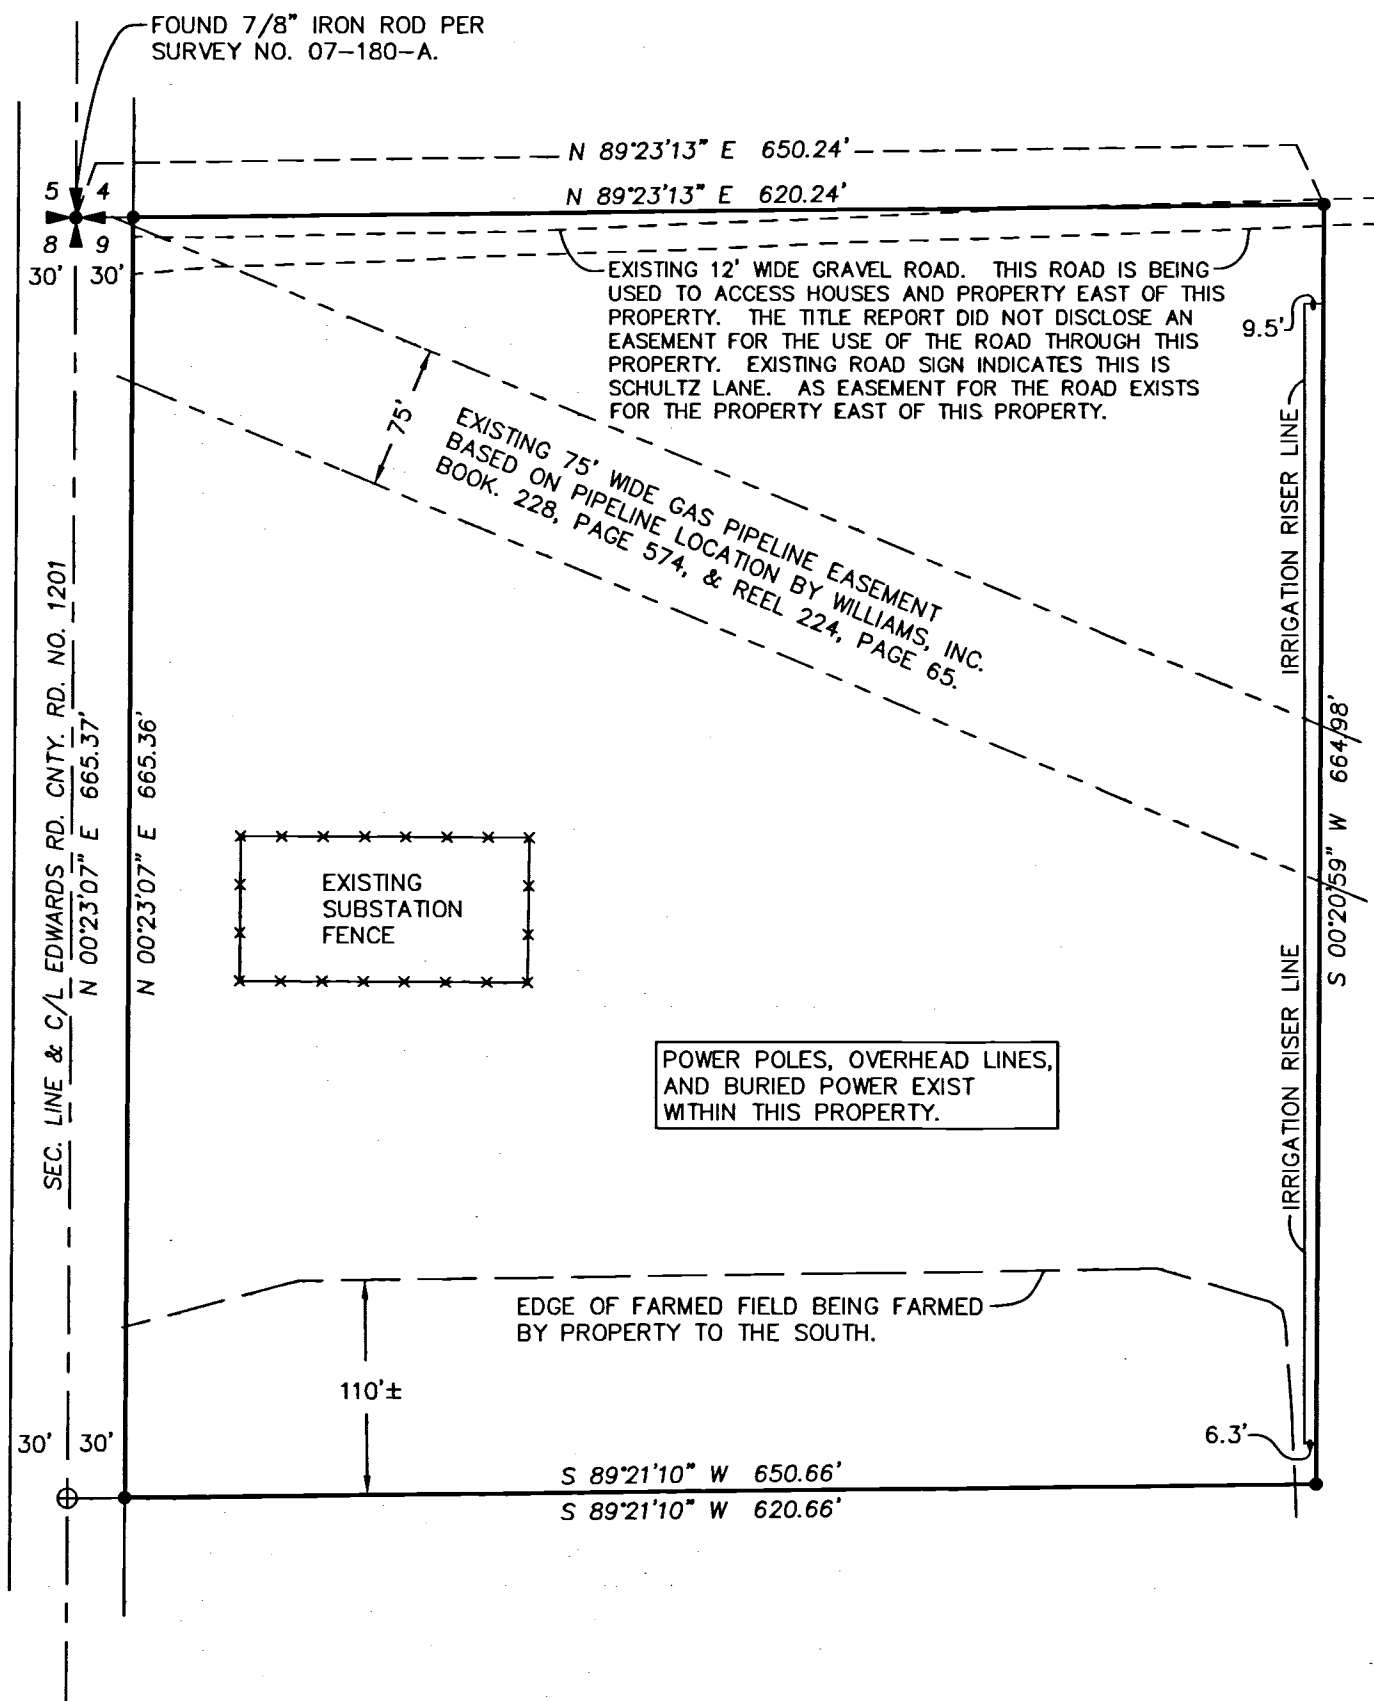 FOUND 7/8" IRON ROD PER
SURVEY NO. 07-180-A.
N 89°23'13" E 650.24'
N 89°23'13" E 620.24'
5 4
8 9
30' 30'
EXISTING 12' WIDE GRAVEL ROAD. THIS ROAD IS BEING
USED TO ACCESS HOUSES AND PROPERTY EAST OF THIS
PROPERTY. THE TITLE REPORT DID NOT DISCLOSE AN
EASEMENT FOR THE USE OF THE ROAD THROUGH THIS
PROPERTY. EXISTING ROAD SIGN INDICATES THIS IS
SCHULTZ LANE. AS EASEMENT FOR THE ROAD EXISTS
FOR THE PROPERTY EAST OF THIS PROPERTY.
9.5'
75'
EXISTING 75' WIDE GAS PIPELINE EASEMENT
BASED ON PIPELINE LOCATION BY WILLIAMS, INC.
BOOK. 228, PAGE 574, & REEL 224, PAGE 65.
IRRIGATION RISER LINE
SEC. LINE & C/L EDWARDS RD. CNTY. RD. NO. 1201
N 00°23'07" E 665.37'
N 00°23'07" E 665.36'
S 00°20'59" W 664.98'
EXISTING
SUBSTATION
FENCE
IRRIGATION RISER LINE
POWER POLES, OVERHEAD LINES,
AND BURIED POWER EXIST
WITHIN THIS PROPERTY.
EDGE OF FARMED FIELD BEING FARMED
BY PROPERTY TO THE SOUTH.
110'±
30' 30'
6.3'
S 89°21'10" W 650.66'
S 89°21'10" W 620.66'